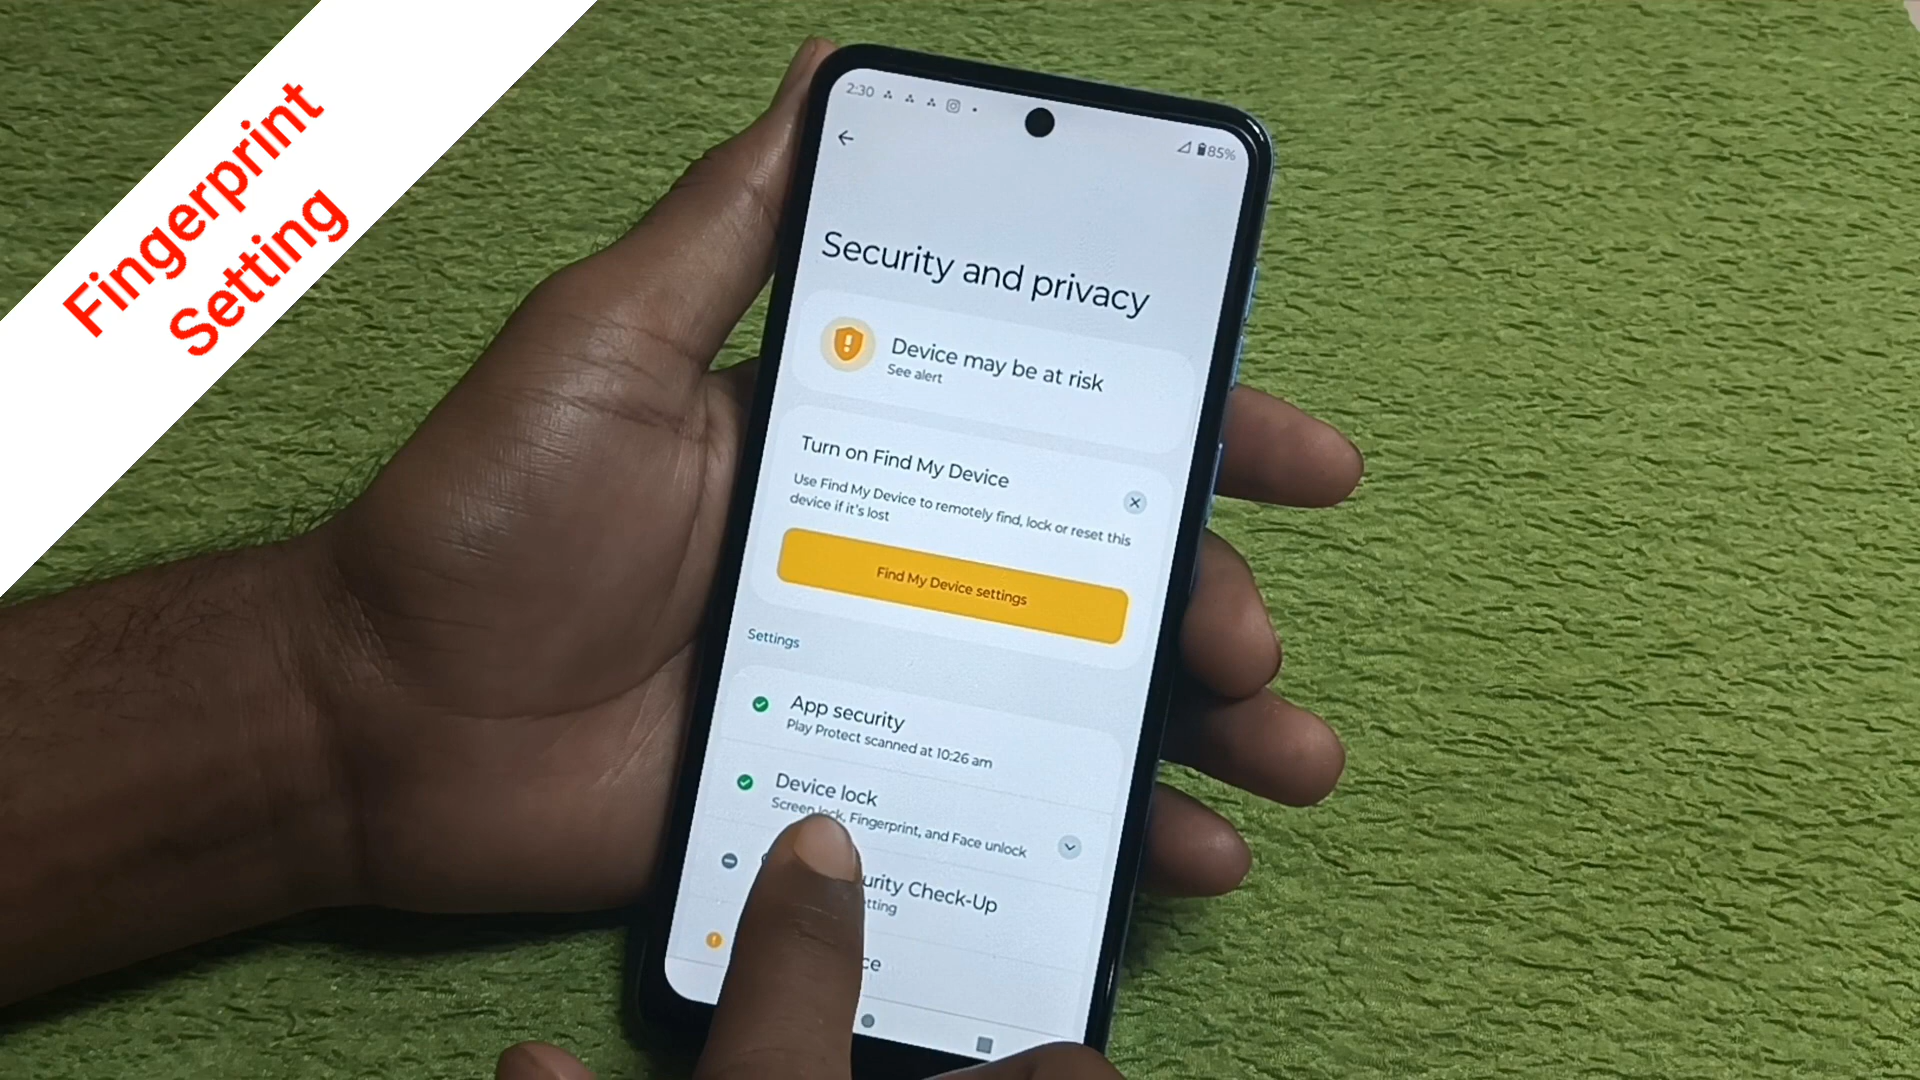 Fingerprint
Setting
2:30
85%
Security and privacy
Device may be at risk
See alert
Turn on Find My Device
Use Find My Device to remotely find, lock or reset this
device if it's lost
Find My Device settings
Settings
App security
Play Protect scanned at 10:26 am
Device lock
Screen lock, Fingerprint, and Face unlock
Check-Up